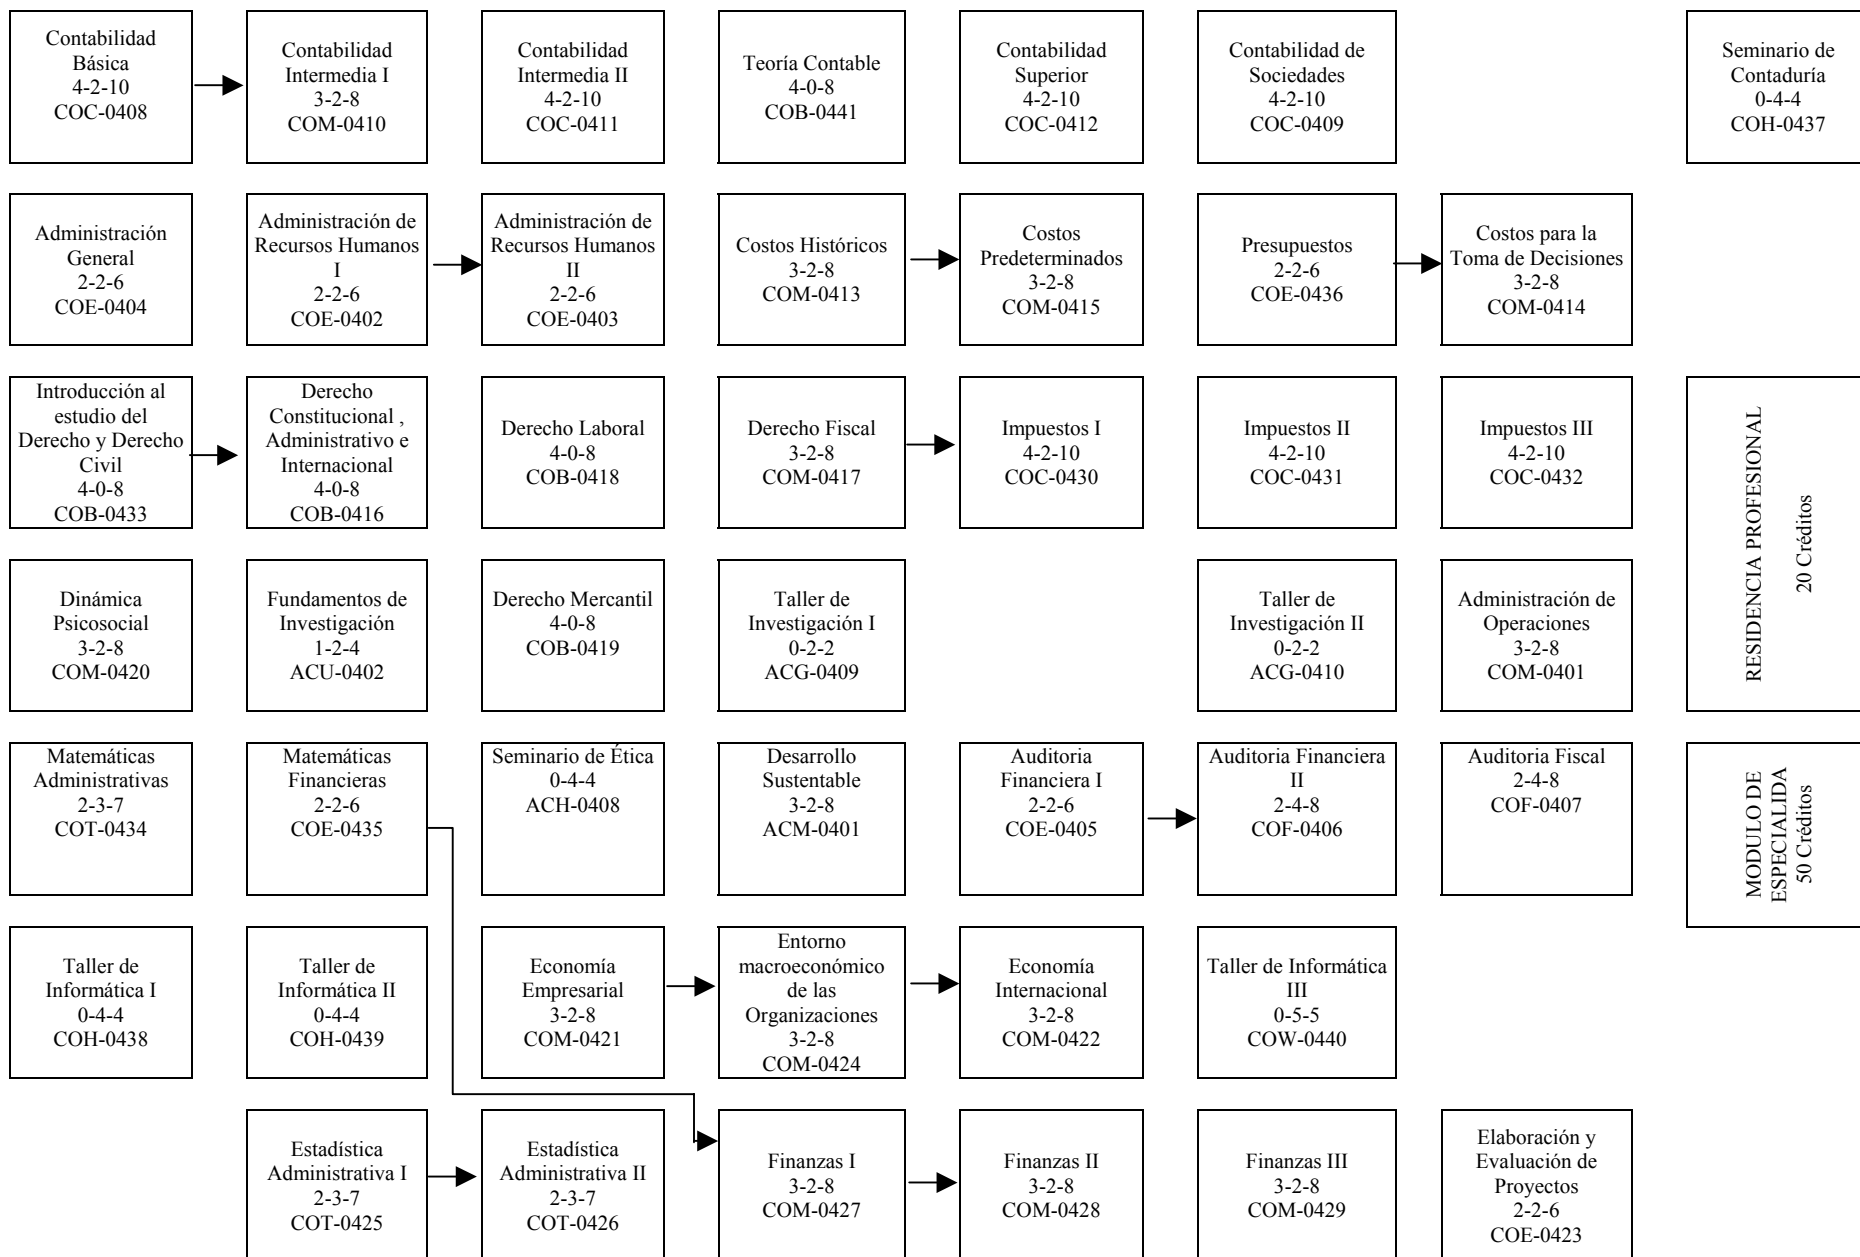 Contabilidad
Básica
4-2-10
COC-0408
Contabilidad
Intermedia I
3-2-8
COM-0410
Contabilidad
Intermedia II
4-2-10
COC-0411
Teoría Contable
4-0-8
COB-0441
Contabilidad
Superior
4-2-10
COC-0412
Contabilidad de
Sociedades
4-2-10
COC-0409
Seminario de
Contaduría
0-4-4
COH-0437
Administración
General
2-2-6
COE-0404
Administración de
Recursos Humanos
I
2-2-6
COE-0402
Administración de
Recursos Humanos
II
2-2-6
COE-0403
Costos Históricos
3-2-8
COM-0413
Costos
Predeterminados
3-2-8
COM-0415
Presupuestos
2-2-6
COE-0436
Costos para la
Toma de Decisiones
3-2-8
COM-0414
Introducción al
estudio del
Derecho y Derecho
Civil
4-0-8
COB-0433
Derecho
Constitucional ,
Administrativo e
Internacional
4-0-8
COB-0416
Derecho Laboral
4-0-8
COB-0418
Derecho Fiscal
3-2-8
COM-0417
Impuestos I
4-2-10
COC-0430
Impuestos II
4-2-10
COC-0431
Impuestos III
4-2-10
COC-0432
RESIDENCIA PROFESIONAL
20 Créditos
Dinámica
Psicosocial
3-2-8
COM-0420
Fundamentos de
Investigación
1-2-4
ACU-0402
Derecho Mercantil
4-0-8
COB-0419
Taller de
Investigación I
0-2-2
ACG-0409
Taller de
Investigación II
0-2-2
ACG-0410
Administración de
Operaciones
3-2-8
COM-0401
Matemáticas
Administrativas
2-3-7
COT-0434
Matemáticas
Financieras
2-2-6
COE-0435
Seminario de Ética
0-4-4
ACH-0408
Desarrollo
Sustentable
3-2-8
ACM-0401
Auditoria
Financiera I
2-2-6
COE-0405
Auditoria Financiera
II
2-4-8
COF-0406
Auditoria Fiscal
2-4-8
COF-0407
MODULO DE
ESPECIALIDA
50 Créditos
Taller de
Informática I
0-4-4
COH-0438
Taller de
Informática II
0-4-4
COH-0439
Economía
Empresarial
3-2-8
COM-0421
Entorno
macroeconómico
de las
Organizaciones
3-2-8
COM-0424
Economía
Internacional
3-2-8
COM-0422
Taller de Informática
III
0-5-5
COW-0440
Estadística
Administrativa I
2-3-7
COT-0425
Estadística
Administrativa II
2-3-7
COT-0426
Finanzas I
3-2-8
COM-0427
Finanzas II
3-2-8
COM-0428
Finanzas III
3-2-8
COM-0429
Elaboración y
Evaluación de
Proyectos
2-2-6
COE-0423